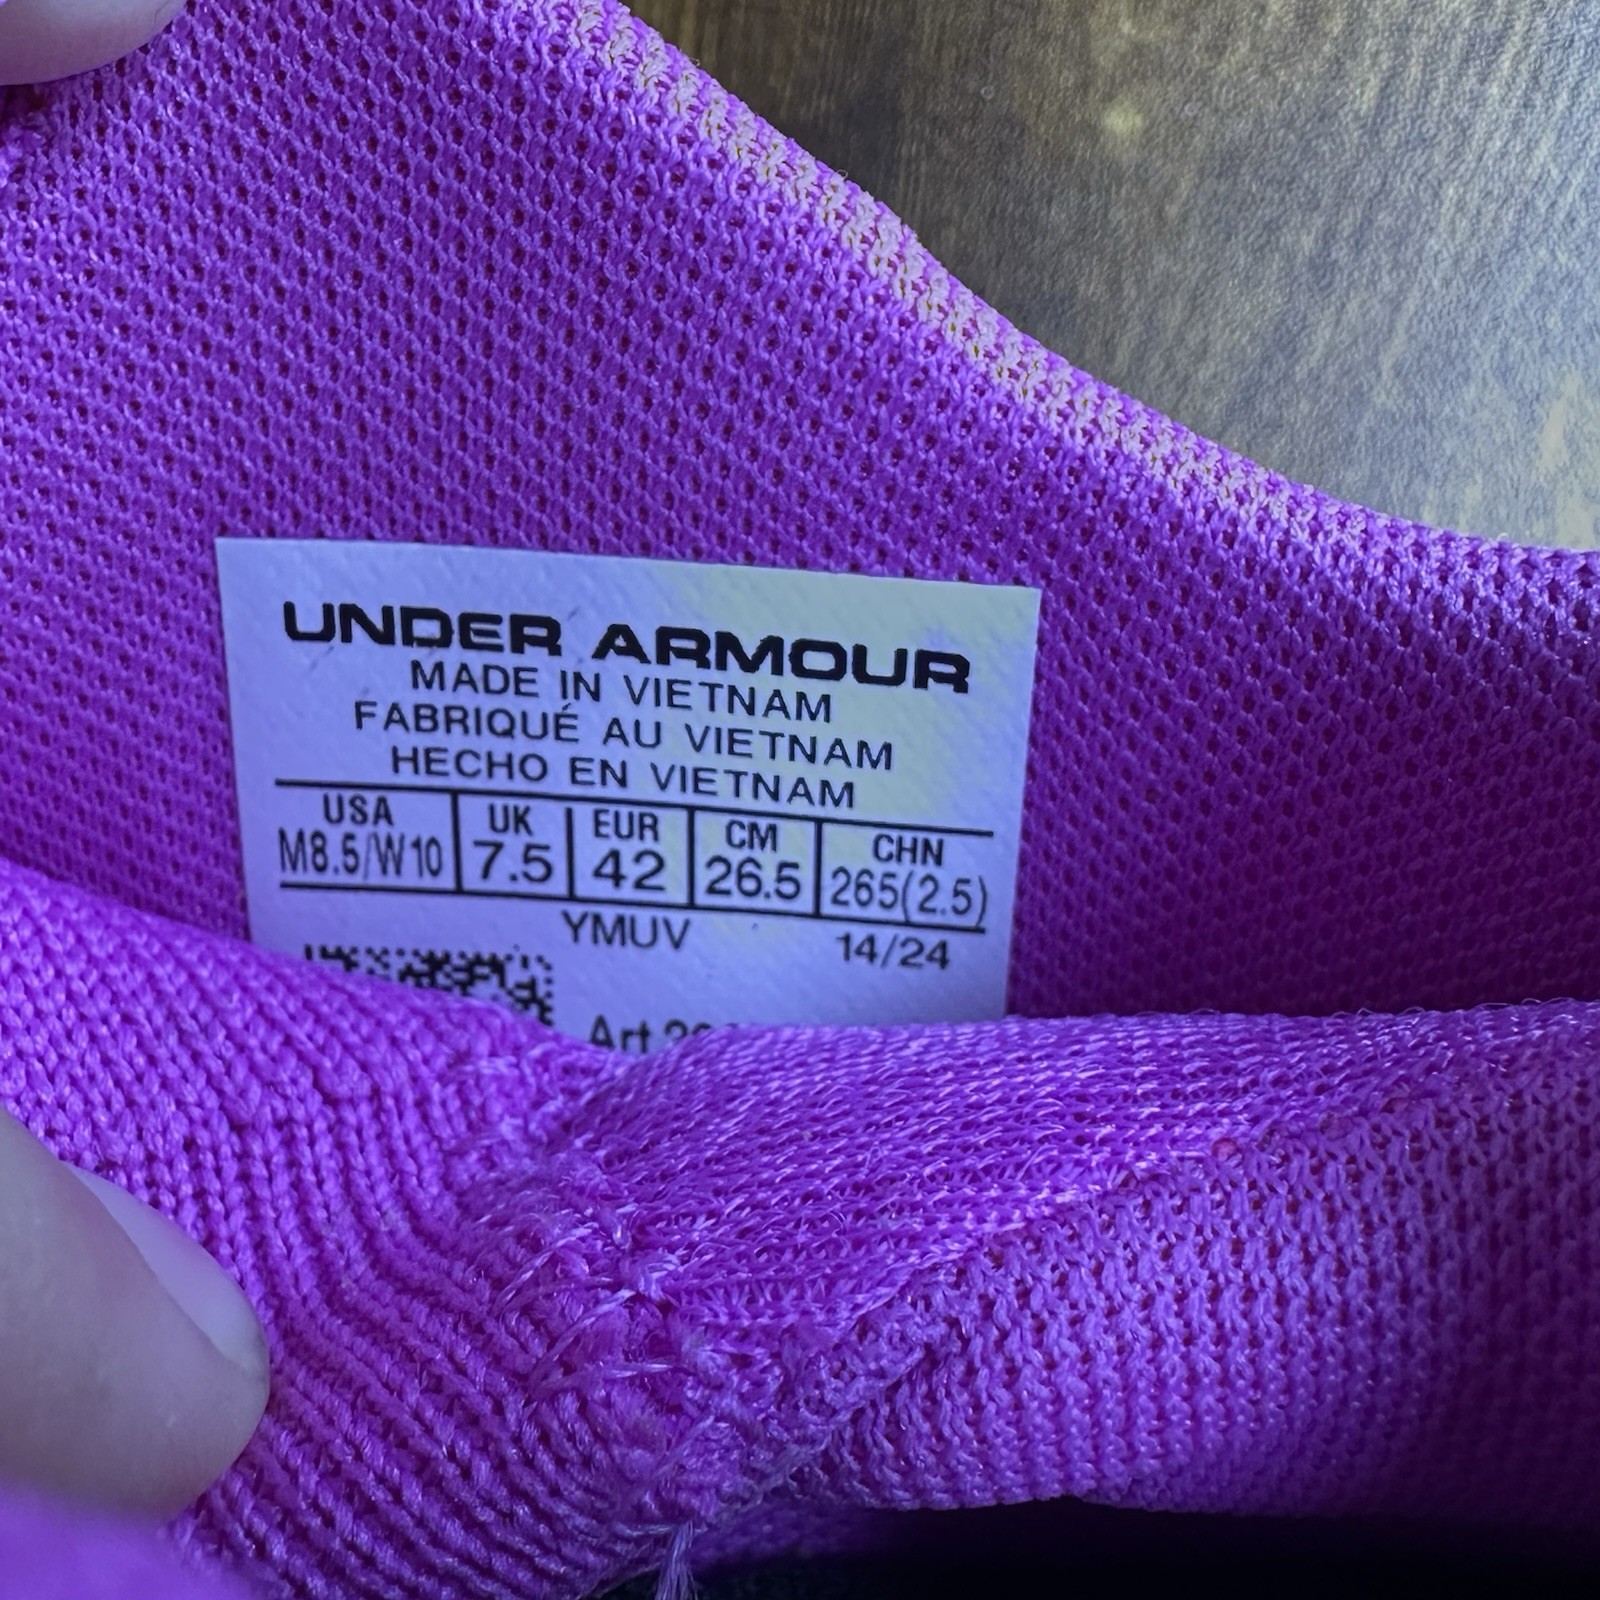 UNDER ARMOUR
MADE IN VIETNAM
FABRIQUÉ AU VIETNAM
HECHO EN VIETNAM
USA UK EUR CM CHN
M8.5/W10 7.5 42 26.5 265(2.5)
YMUV 14/24
Art